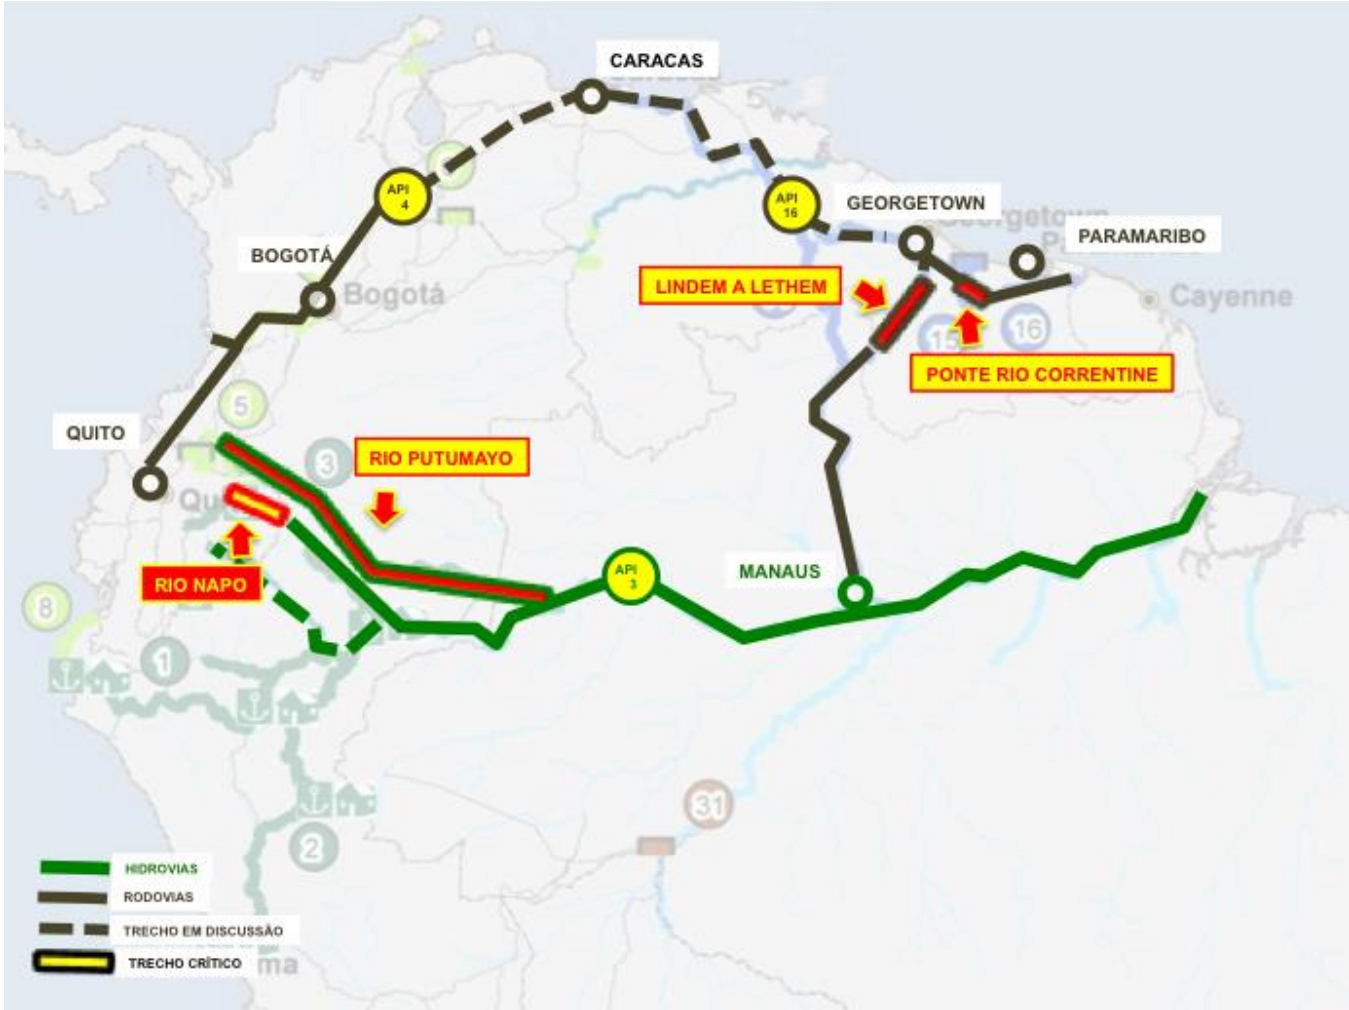 CARACAS
API
4
API
16
GEORGETOWN
Georgetown
PARAMARIBO
BOGOTÁ
Bogotá
LINDEM A LETHEM
Cayenne
15
16
PONTE RIO CORRENTINE
5
QUITO
3
RIO PUTUMAYO
RIO NAPO
API
3
MANAUS
8
1
31
2
HIDROVIAS
RODOVIAS
TRECHO EM DISCUSSÃO
TRECHO CRÍTICO